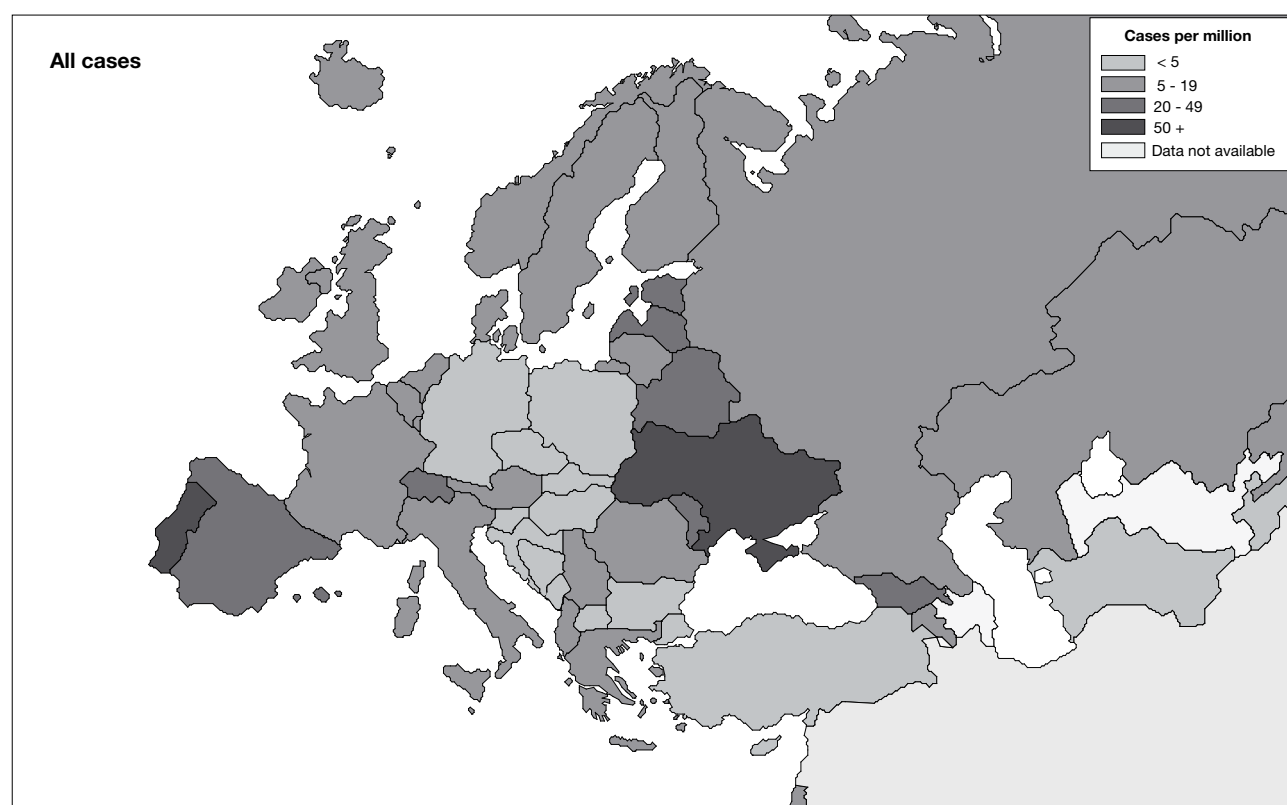 All cases
Cases per million
< 5
5 - 19
20 - 49
50 +
Data not available